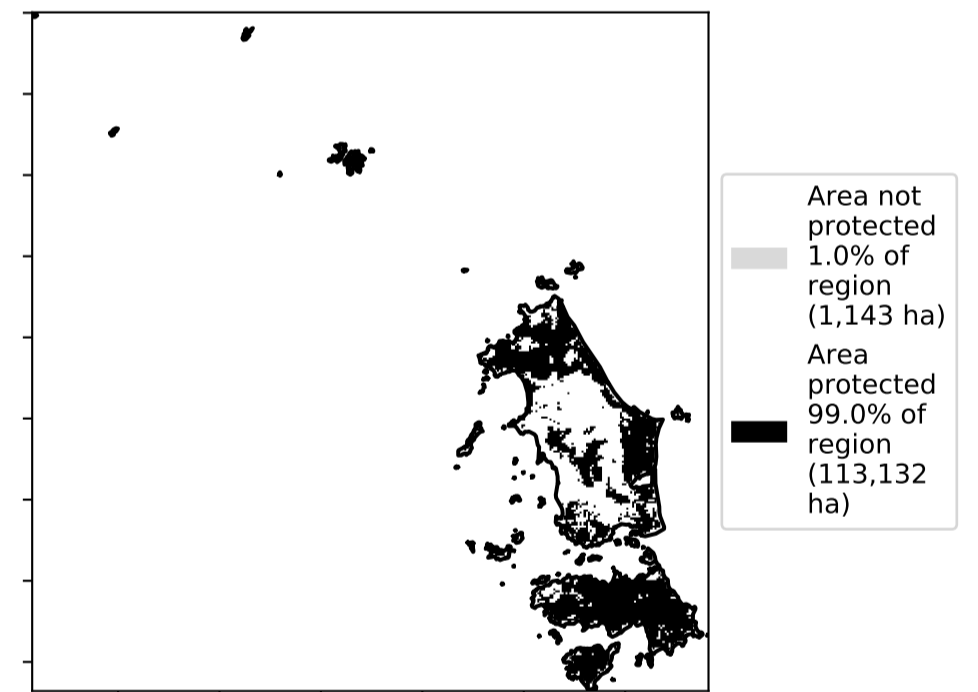 Area not
protected
1.0% of
region
(1,143 ha)
Area
protected
99.0% of
region
(113,132
ha)